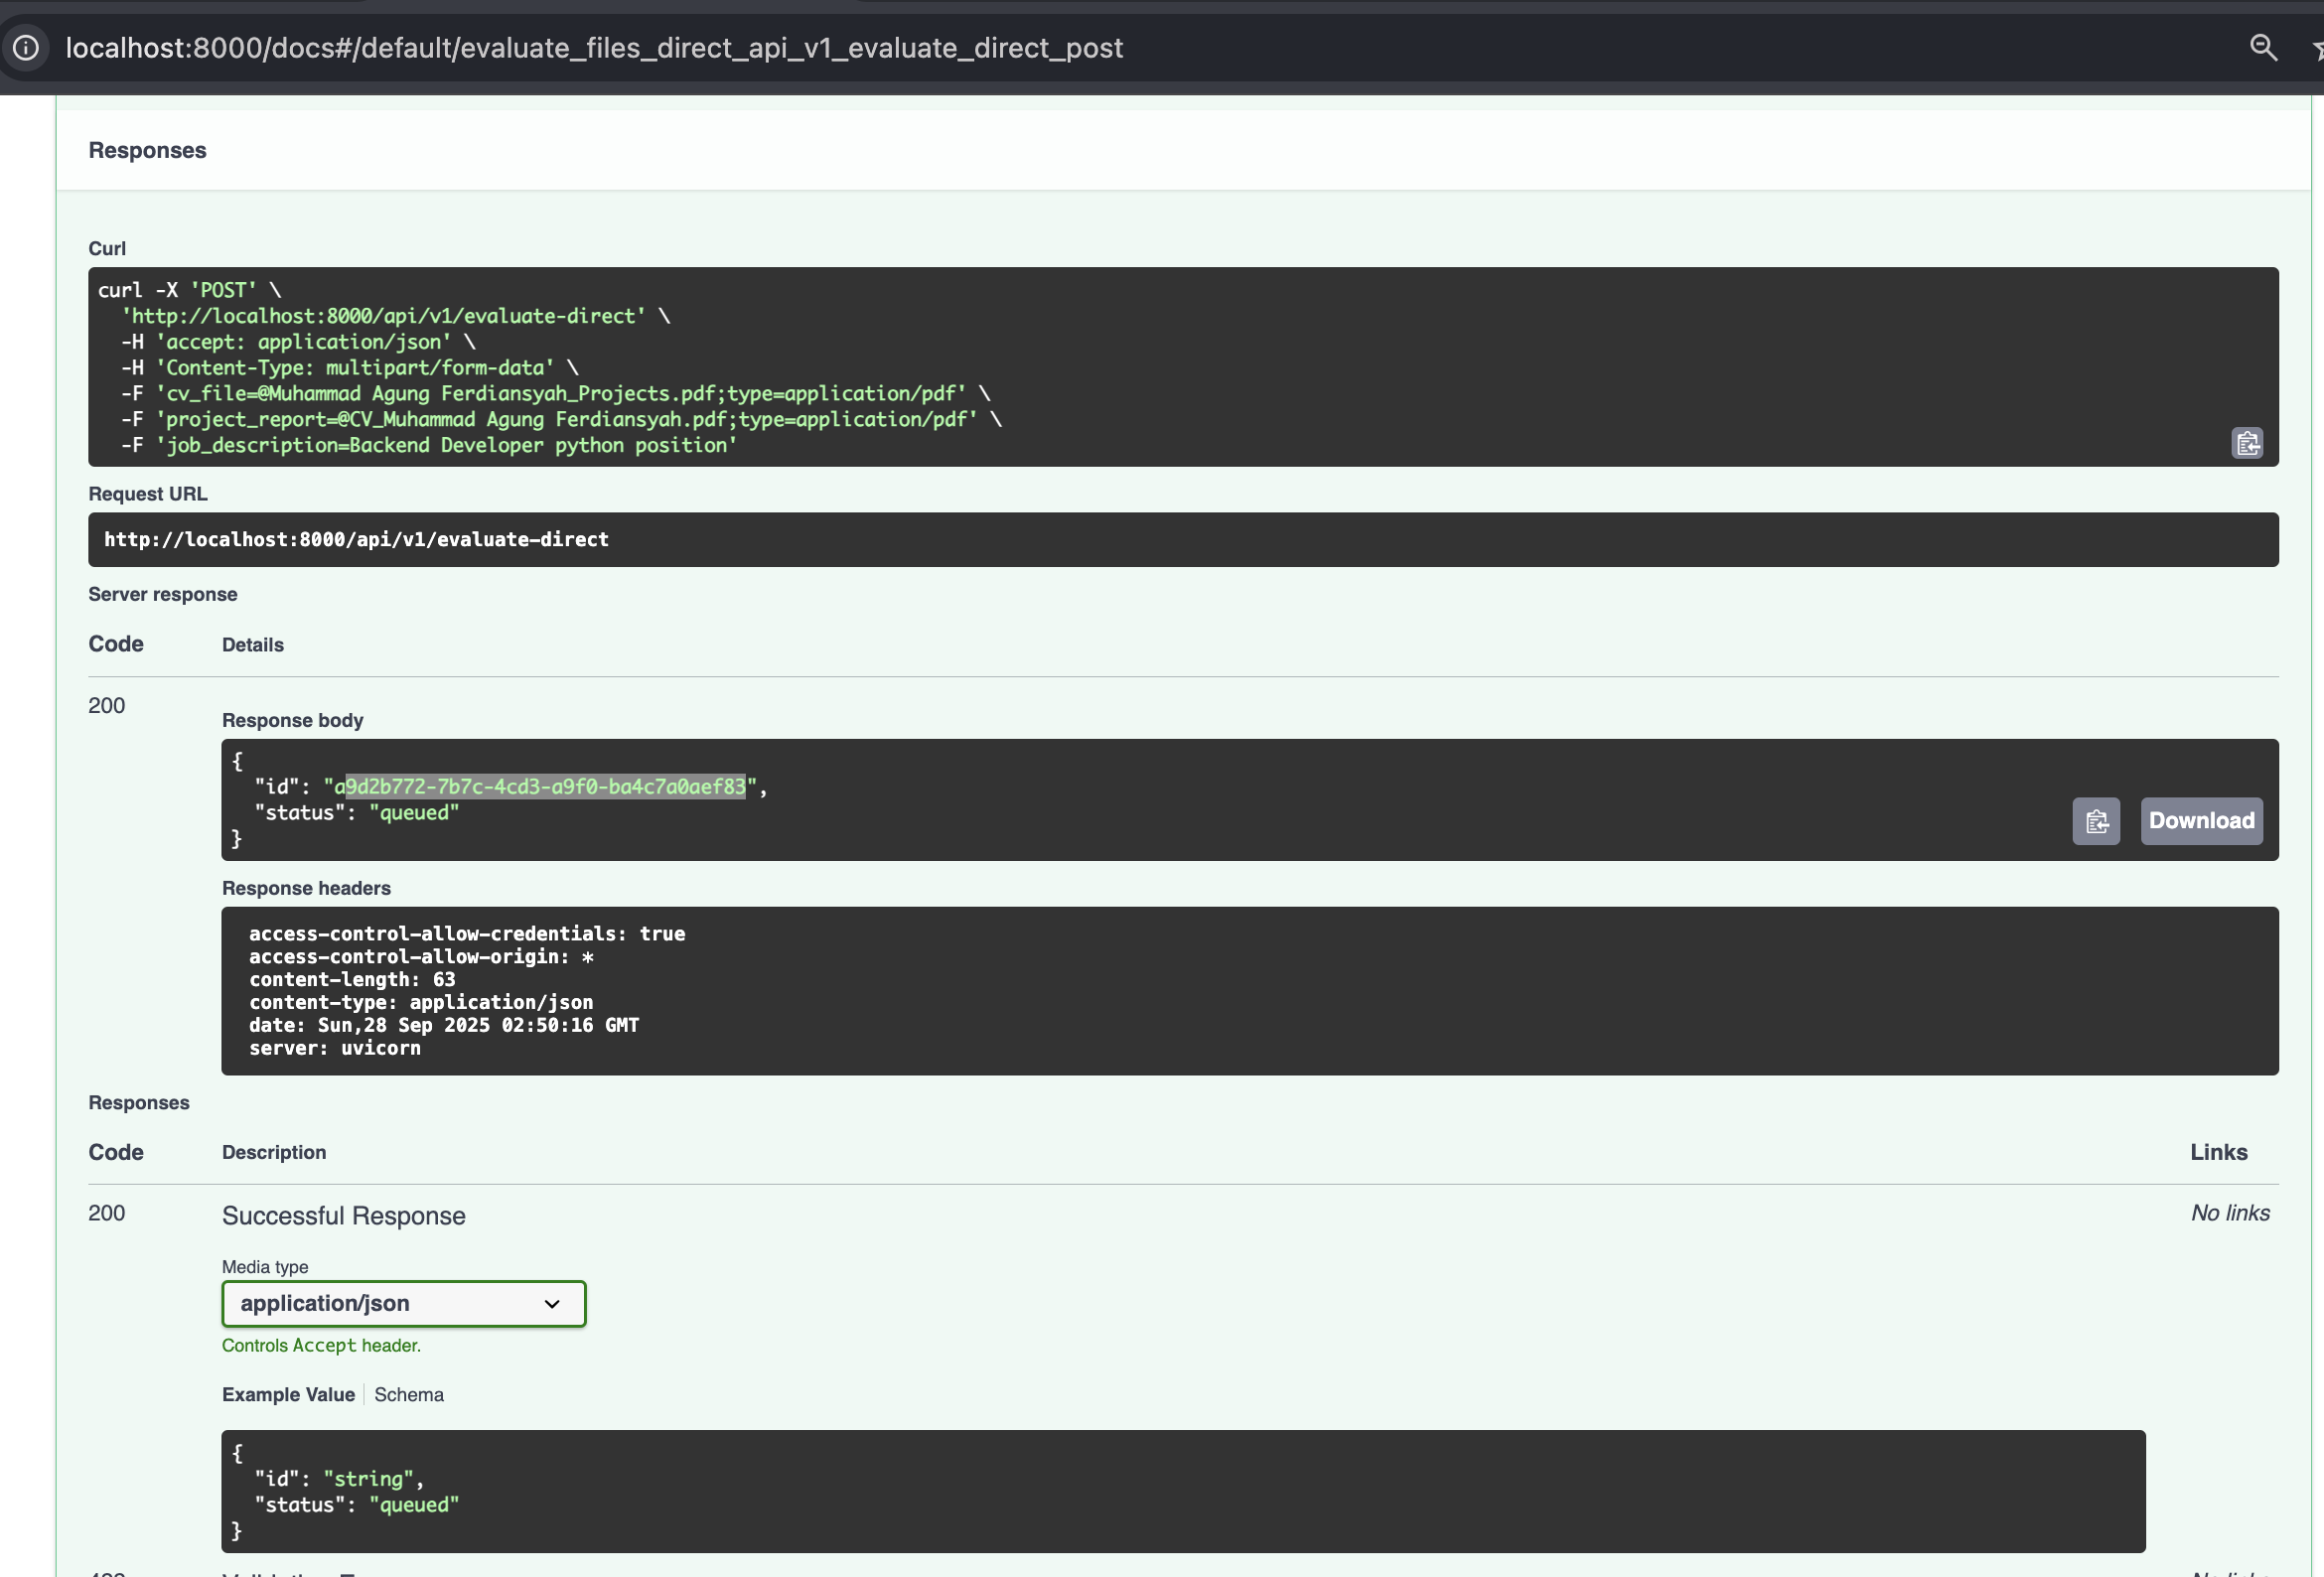 localhost:8000/docs#/default/evaluate_files_direct_api_v1_evaluate_direct_post
Responses
Curl
curl -X 'POST' \
  'http://localhost:8000/api/v1/evaluate-direct' \
  -H 'accept: application/json' \
  -H 'Content-Type: multipart/form-data' \
  -F 'cv_file=@Muhammad Agung Ferdiansyah_Projects.pdf;type=application/pdf' \
  -F 'project_report=@CV_Muhammad Agung Ferdiansyah.pdf;type=application/pdf' \
  -F 'job_description=Backend Developer python position'
Request URL
http://localhost:8000/api/v1/evaluate-direct
Server response
Code Details
200
Response body
{
  "id": "a9d2b772-7b7c-4cd3-a9f0-ba4c7a0aef83",
  "status": "queued"
}
Download
Response headers
access-control-allow-credentials: true
access-control-allow-origin: *
content-length: 63
content-type: application/json
date: Sun,28 Sep 2025 02:50:16 GMT
server: uvicorn
Responses
Code Description Links
200 Successful Response No links
Media type
application/json
Controls Accept header.
Example Value Schema
{
  "id": "string",
  "status": "queued"
}